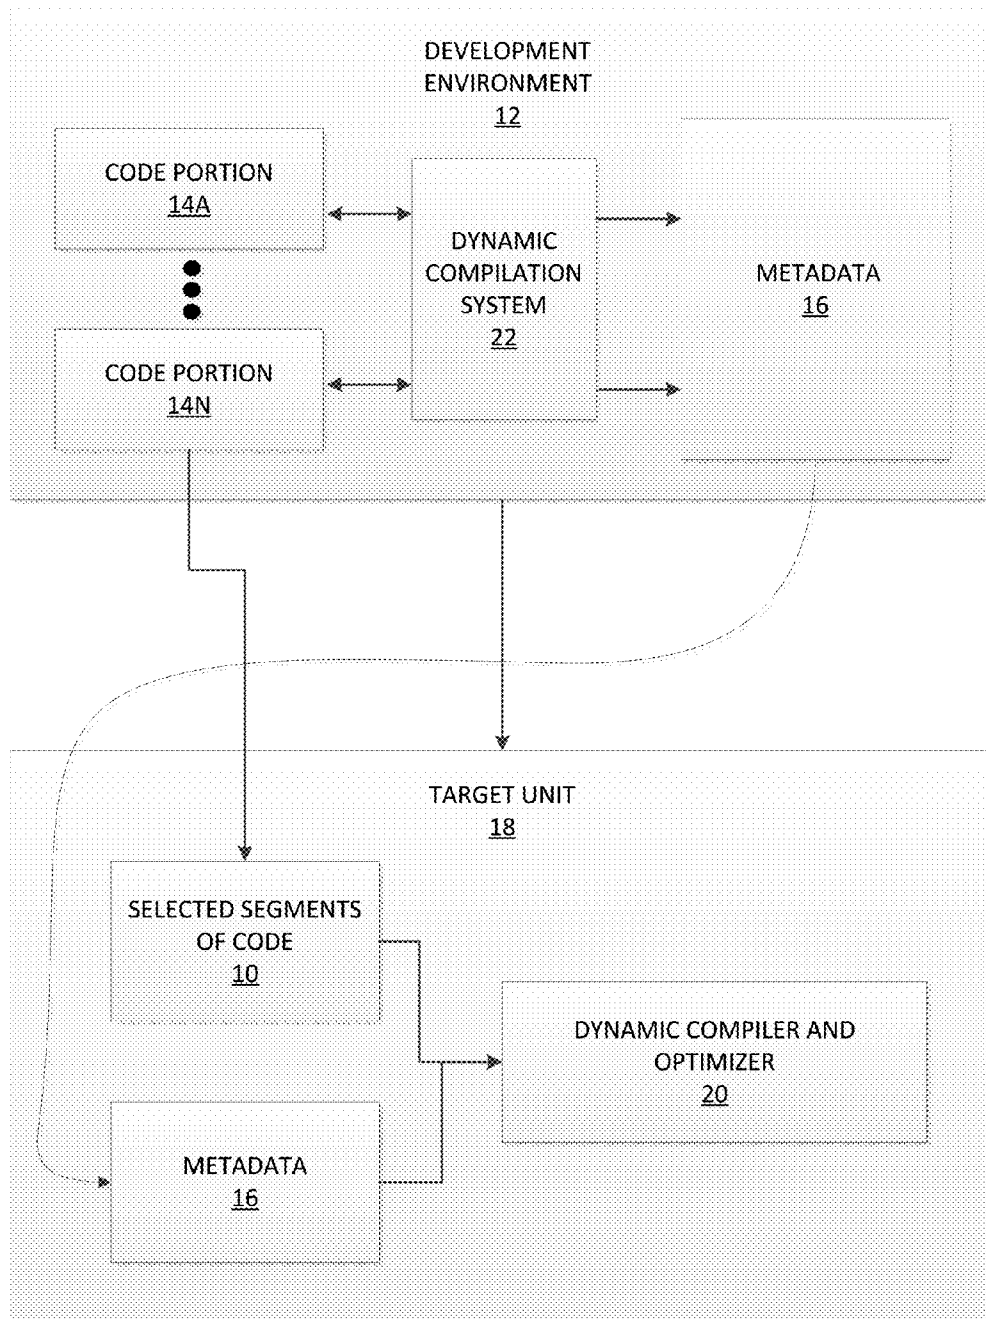 DEVELOPMENT
ENVIRONMENT
12
CODE PORTION
14A
DYNAMIC
COMPILATION
SYSTEM
22
METADATA
16
CODE PORTION
14N
TARGET UNIT
18
SELECTED SEGMENTS
OF CODE
10
DYNAMIC COMPILER AND
OPTIMIZER
20
METADATA
16